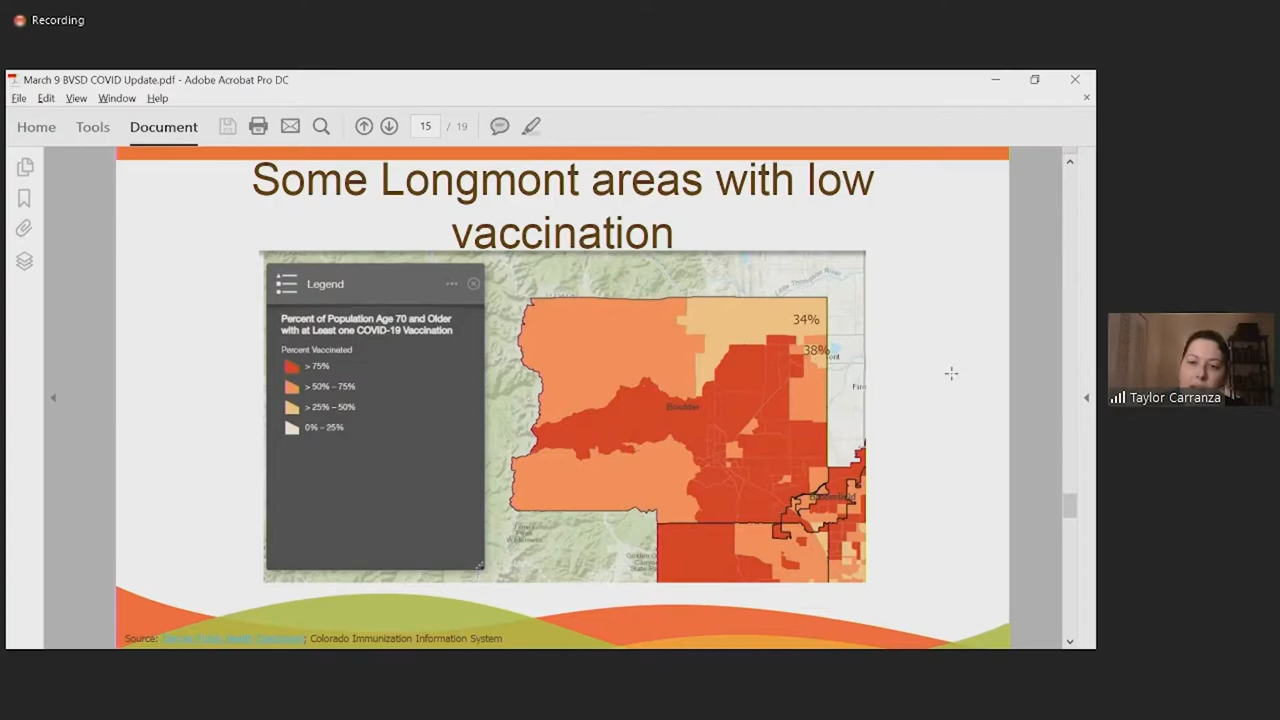 Recording
March 9 BVSD COVID Update.pdf - Adobe Acrobat Pro DC
File Edit View Window Help
Home Tools Document 15 / 19
Some Longmont areas with low
vaccination
Legend
Percent of Population Age 70 and Older
with at Least one COVID-19 Vaccination
Percent Vaccinated
> 75%
> 50% – 75%
> 25% – 50%
0% – 25%
34%
38%
Boulder
Taylor Carranza
Source: ; Colorado Immunization Information System